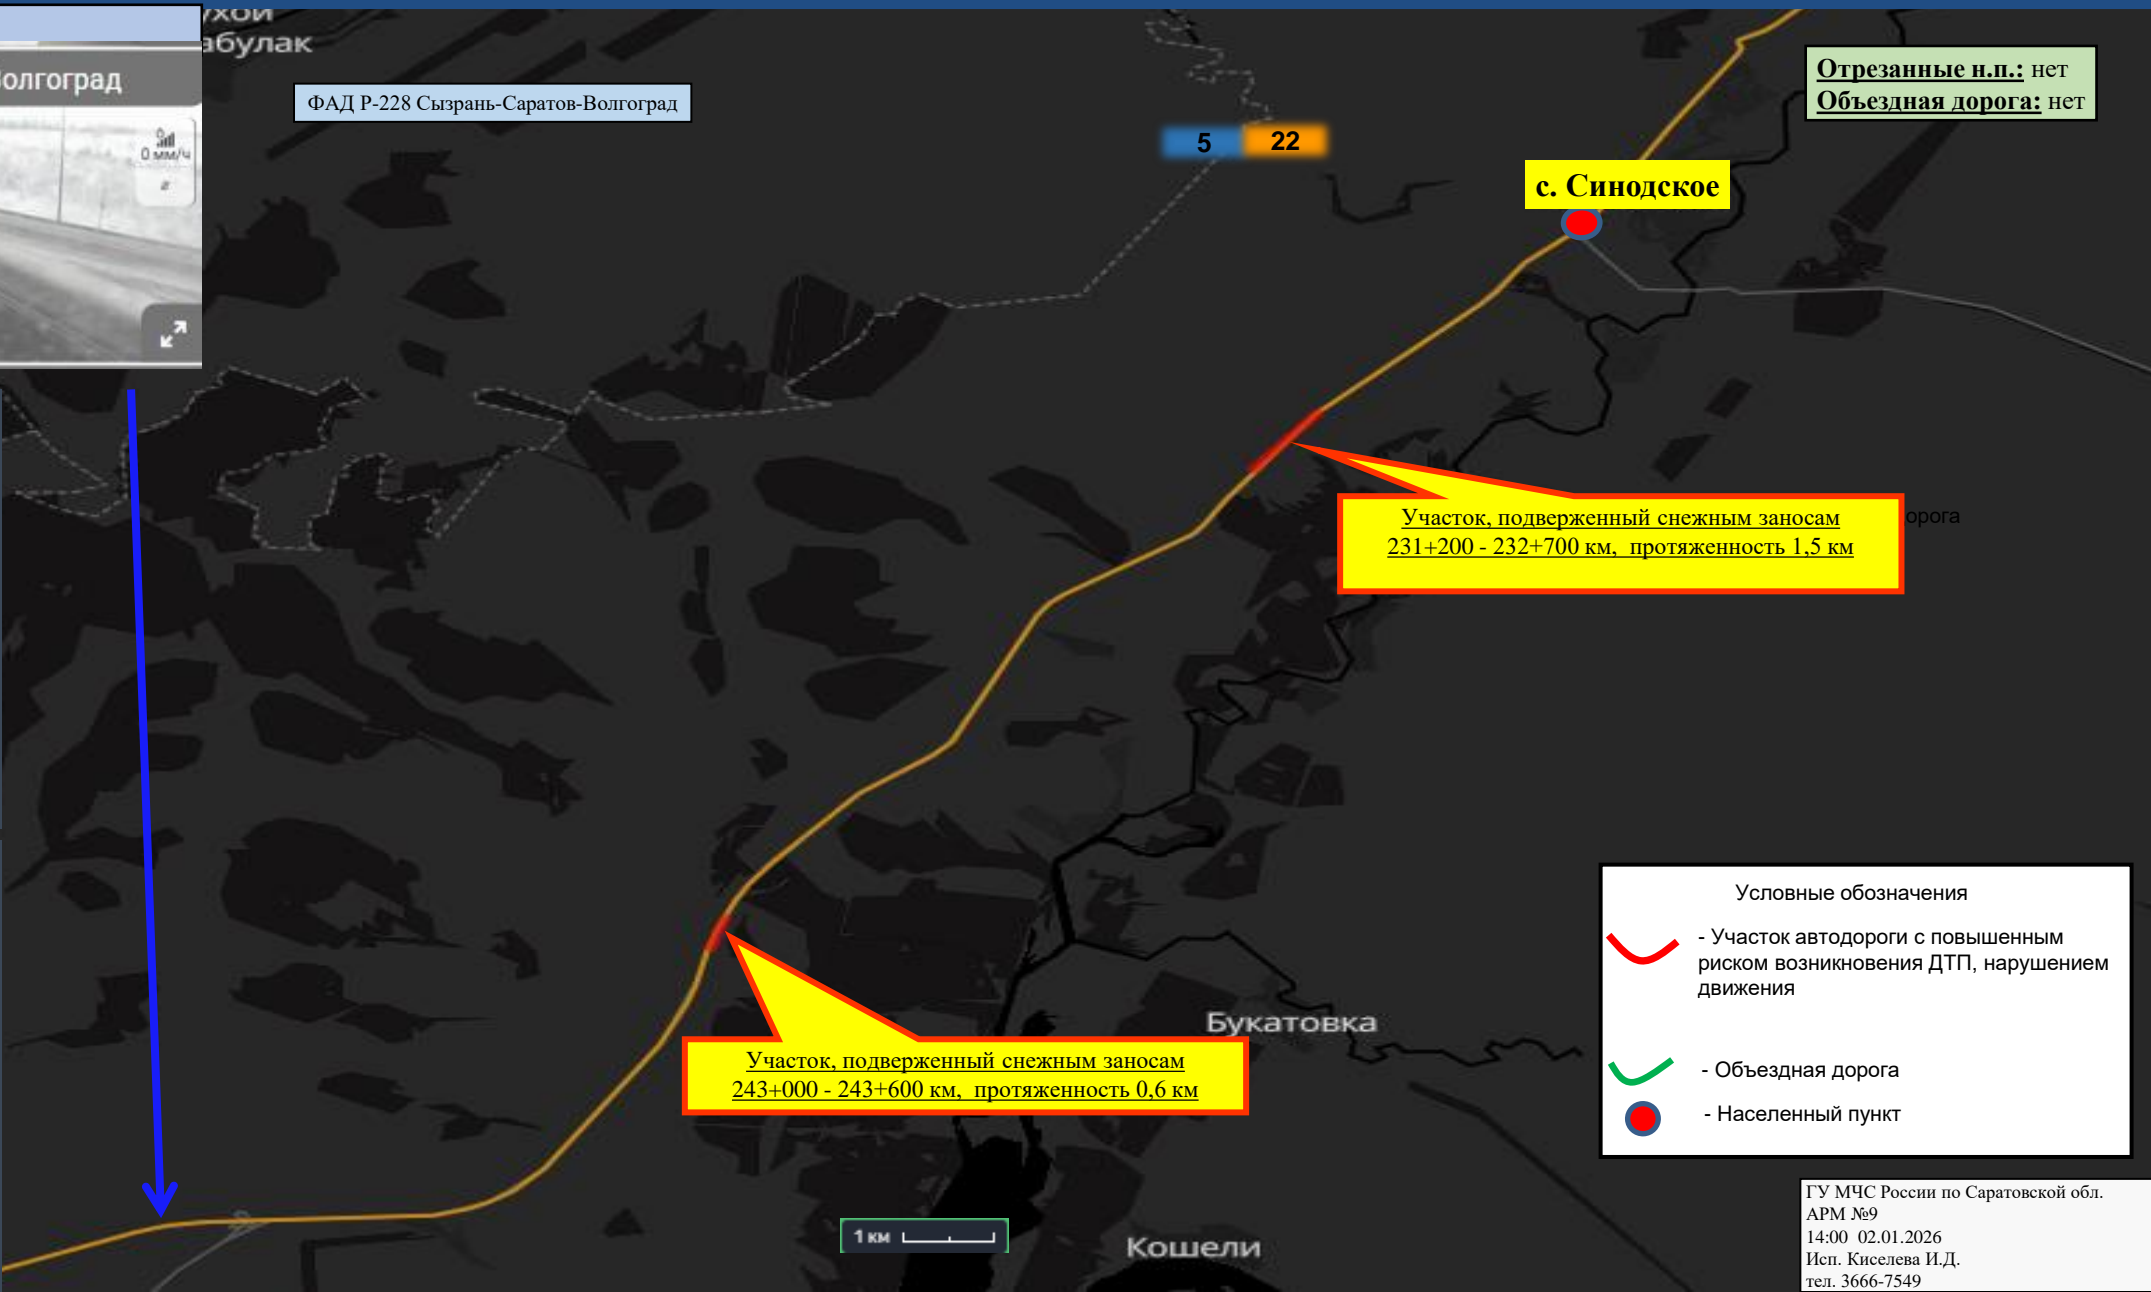 абулак
олгоград
0 мм/ч
ФАД Р-228 Сызрань-Саратов-Волгоград
5 22
Отрезанные н.п.: нет
Объездная дорога: нет
с. Синодское
Участок, подверженный снежным заносам
231+200 - 232+700 км, протяженность 1,5 км
орога
Участок, подверженный снежным заносам
243+000 - 243+600 км, протяженность 0,6 км
Букатовка
Кошели
1 км
Условные обозначения
- Участок автодороги с повышенным
риском возникновения ДТП, нарушением
движения
- Объездная дорога
- Населенный пункт
ГУ МЧС России по Саратовской обл.
АРМ №9
14:00 02.01.2026
Исп. Киселева И.Д.
тел. 3666-7549